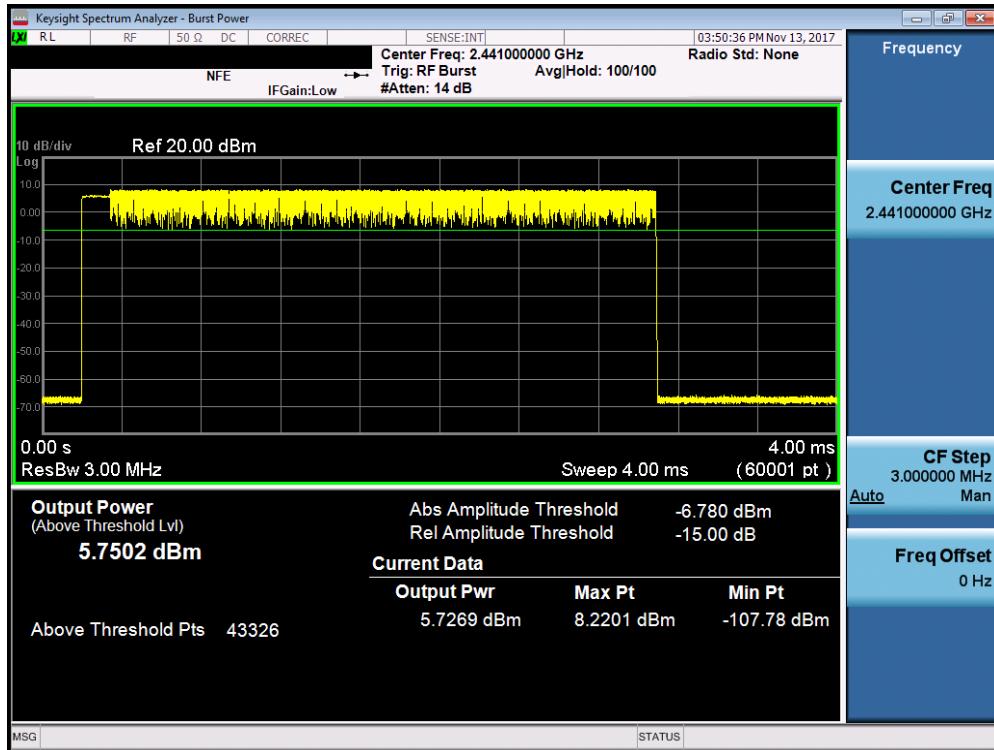 Keysight Spectrum Analyzer - Burst Power
LXI RL RF 50 Ω DC CORREC SENSE:INT 03:50:36 PM Nov 13, 2017
Center Freq: 2.441000000 GHz Radio Std: None
NFE Trig: RF Burst Avg|Hold: 100/100
IFGain:Low #Atten: 14 dB
10 dB/div Ref 20.00 dBm
Log
10.0
0.00
-10.0
-20.0
-30.0
-40.0
-50.0
-60.0
-70.0
0.00 s 4.00 ms
ResBw 3.00 MHz Sweep 4.00 ms (60001 pt)
Output Power
(Above Threshold Lvl)
5.7502 dBm
Above Threshold Pts 43326
Abs Amplitude Threshold -6.780 dBm
Rel Amplitude Threshold -15.00 dB
Current Data
Output Pwr Max Pt Min Pt
5.7269 dBm 8.2201 dBm -107.78 dBm
MSG STATUS
Frequency
Center Freq
2.441000000 GHz
CF Step
3.000000 MHz
Auto Man
Freq Offset
0 Hz